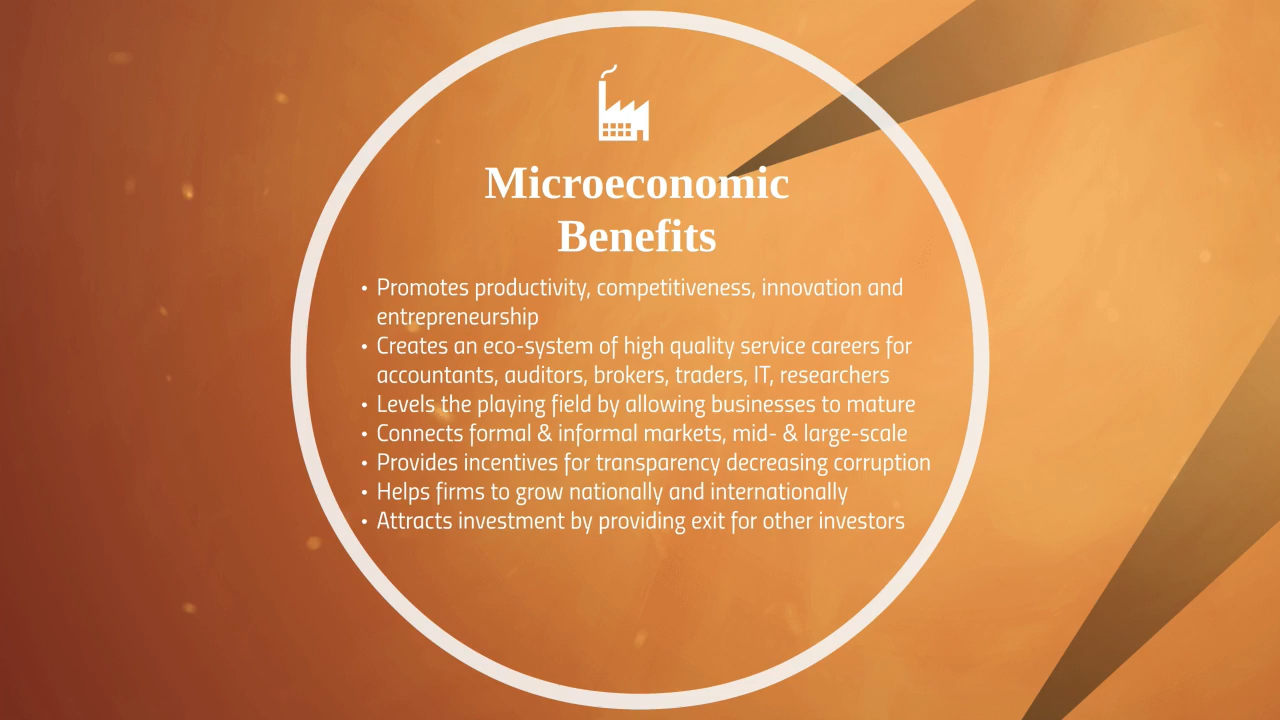 Microeconomic
Benefits
• Promotes productivity, competitiveness, innovation and
entrepreneurship
• Creates an eco-system of high quality service careers for
accountants, auditors, brokers, traders, IT, researchers
• Levels the playing field by allowing businesses to mature
• Connects formal & informal markets, mid- & large-scale
• Provides incentives for transparency decreasing corruption
• Helps firms to grow nationally and internationally
• Attracts investment by providing exit for other investors